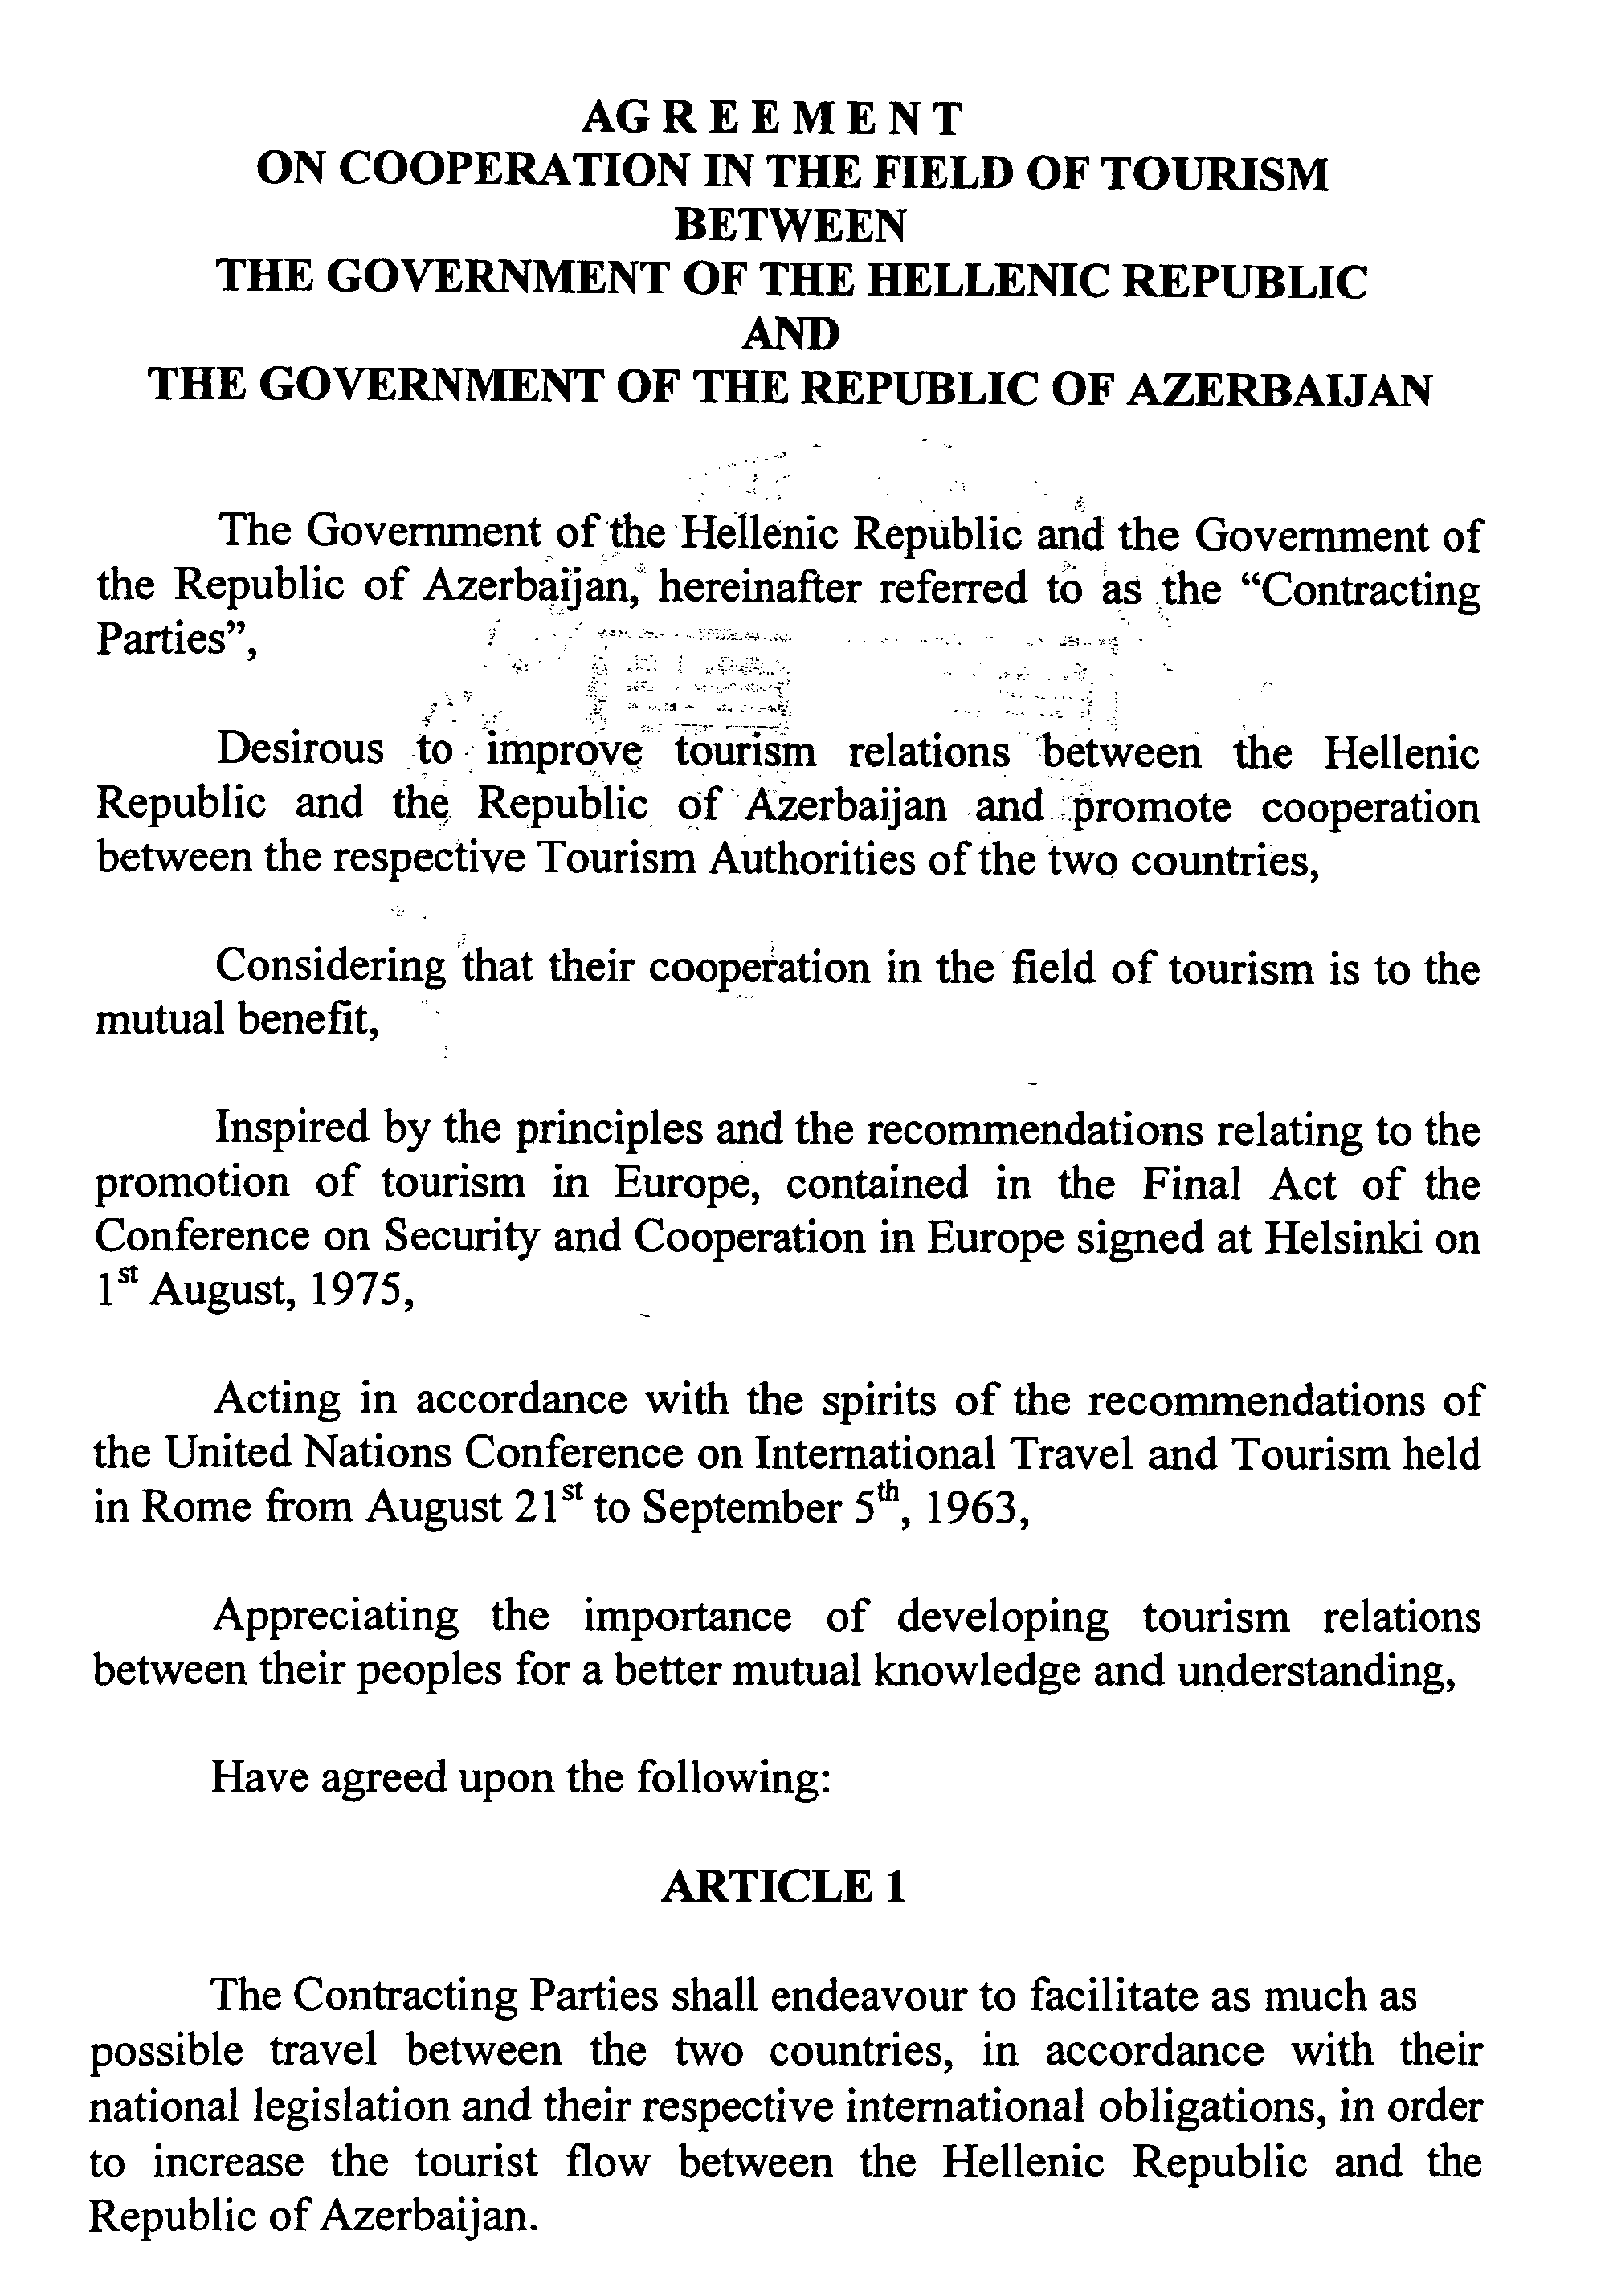 AGREEMENT
ON COOPERATION IN THE FIELD OF TOURISM
BETWEEN
THE GOVERNMENT OF THE HELLENIC REPUBLIC
AND
THE GOVERNMENT OF THE REPUBLIC OF AZERBAIJAN
The Government of the Hellenic Republic and the Government of
the Republic of Azerbaijan, hereinafter referred to as the “Contracting
Parties”,
Desirous to improve tourism relations between the Hellenic
Republic and the Republic of Azerbaijan and promote cooperation
between the respective Tourism Authorities of the two countries,
Considering that their cooperation in the field of tourism is to the
mutual benefit,
Inspired by the principles and the recommendations relating to the
promotion of tourism in Europe, contained in the Final Act of the
Conference on Security and Cooperation in Europe signed at Helsinki on
1st August, 1975,
Acting in accordance with the spirits of the recommendations of
the United Nations Conference on International Travel and Tourism held
in Rome from August 21st to September 5th, 1963,
Appreciating the importance of developing tourism relations
between their peoples for a better mutual knowledge and understanding,
Have agreed upon the following:
ARTICLE 1
The Contracting Parties shall endeavour to facilitate as much as
possible travel between the two countries, in accordance with their
national legislation and their respective international obligations, in order
to increase the tourist flow between the Hellenic Republic and the
Republic of Azerbaijan.